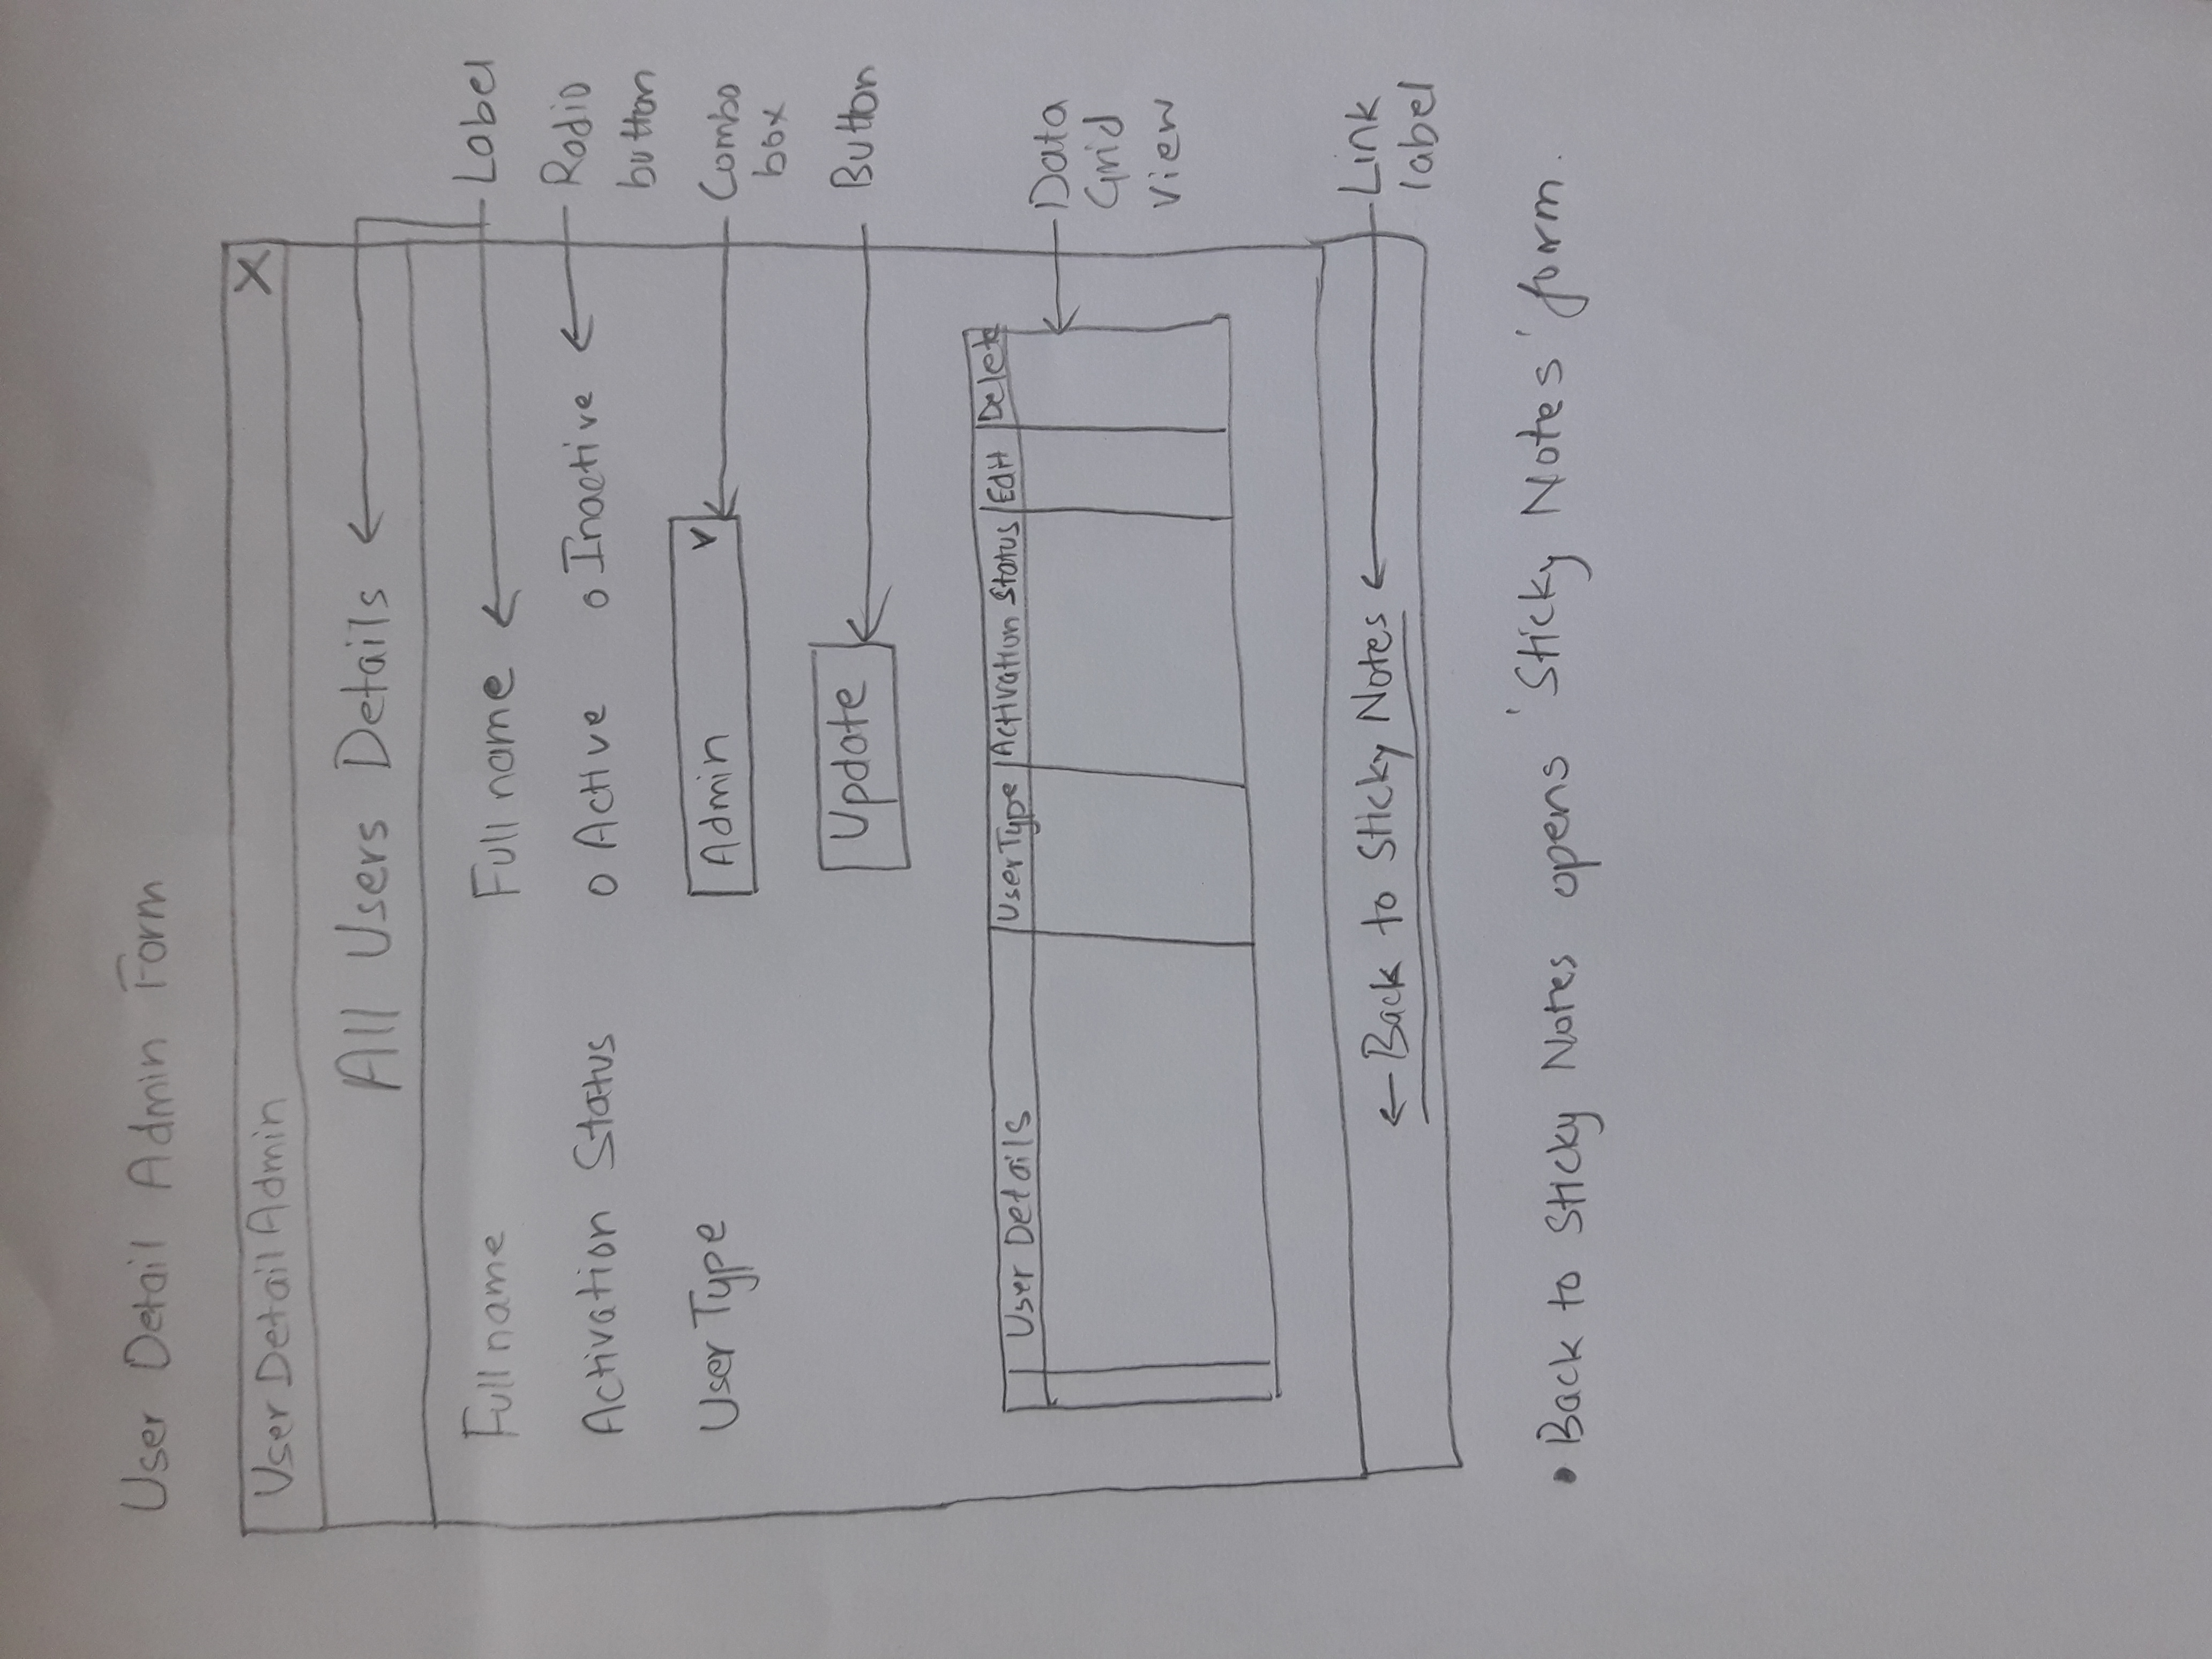 User Detail Admin Form
User Detail Admin X
All Users Details
Full name Full name Label
Activation Status o Active o Inactive Radio
button
User Type Admin Combo
box
Update Button
User Details User Type Activation Status Edit Delete
Data
Grid
View
← Back to Sticky Notes Link
label
• Back to Sticky Notes opens 'Sticky Notes' form.